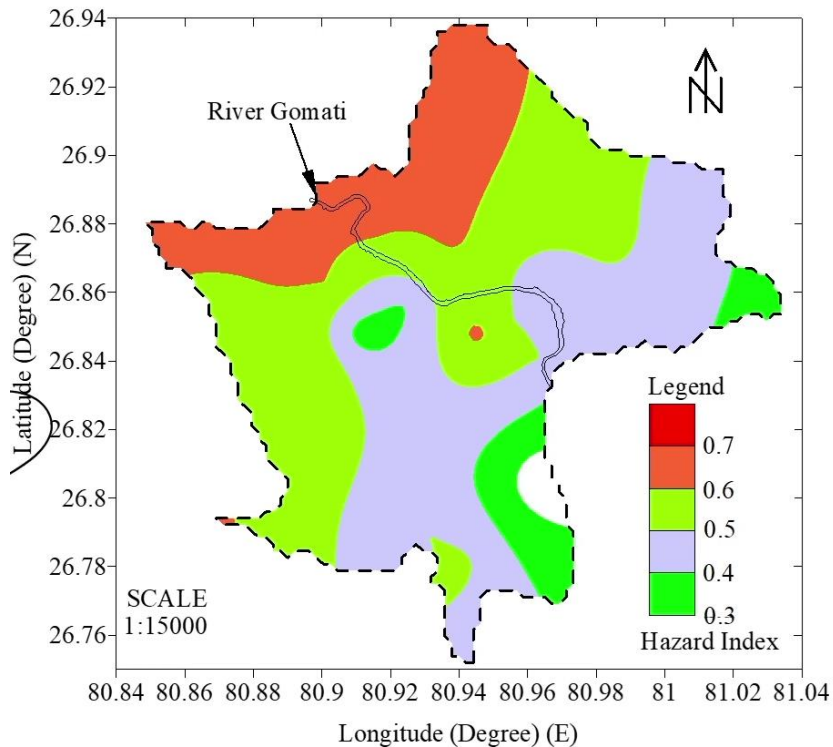 26.94
26.92
26.9
26.88
26.86
26.84
26.82
26.8
26.78
26.76
Latitude (Degree) (N)
River Gomati
N
Legend
0.7
0.6
0.5
0.4
0.3
Hazard Index
SCALE
1:15000
80.84 80.86 80.88 80.9 80.92 80.94 80.96 80.98 81 81.02 81.04
Longitude (Degree) (E)